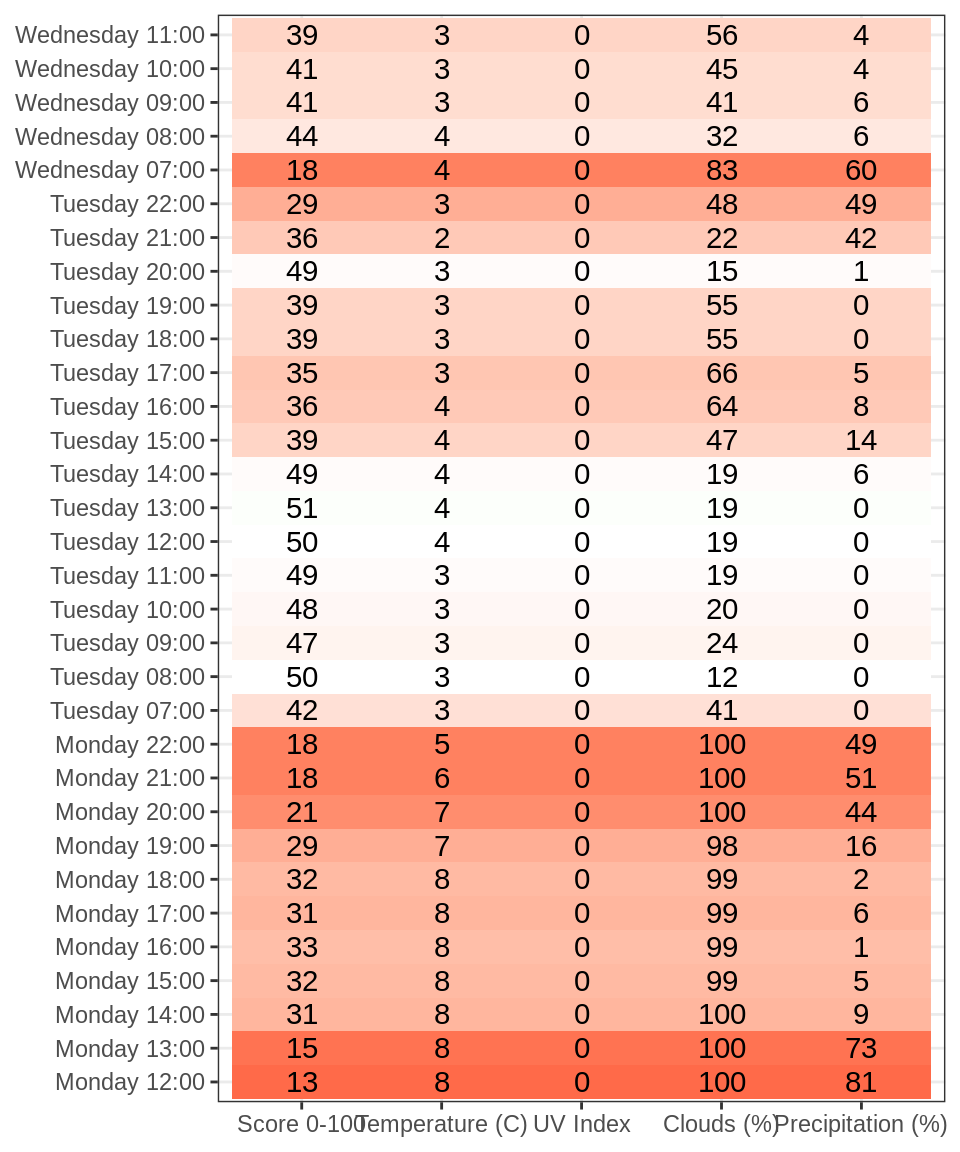 Wednesday 11:00 39 3 0 56 4
Wednesday 10:00 41 3 0 45 4
Wednesday 09:00 41 3 0 41 6
Wednesday 08:00 44 4 0 32 6
Wednesday 07:00 18 4 0 83 60
Tuesday 22:00 29 3 0 48 49
Tuesday 21:00 36 2 0 22 42
Tuesday 20:00 49 3 0 15 1
Tuesday 19:00 39 3 0 55 0
Tuesday 18:00 39 3 0 55 0
Tuesday 17:00 35 3 0 66 5
Tuesday 16:00 36 4 0 64 8
Tuesday 15:00 39 4 0 47 14
Tuesday 14:00 49 4 0 19 6
Tuesday 13:00 51 4 0 19 0
Tuesday 12:00 50 4 0 19 0
Tuesday 11:00 49 3 0 19 0
Tuesday 10:00 48 3 0 20 0
Tuesday 09:00 47 3 0 24 0
Tuesday 08:00 50 3 0 12 0
Tuesday 07:00 42 3 0 41 0
Monday 22:00 18 5 0 100 49
Monday 21:00 18 6 0 100 51
Monday 20:00 21 7 0 100 44
Monday 19:00 29 7 0 98 16
Monday 18:00 32 8 0 99 2
Monday 17:00 31 8 0 99 6
Monday 16:00 33 8 0 99 1
Monday 15:00 32 8 0 99 5
Monday 14:00 31 8 0 100 9
Monday 13:00 15 8 0 100 73
Monday 12:00 13 8 0 100 81
Score 0-100 Temperature (C) UV Index Clouds (%) Precipitation (%)